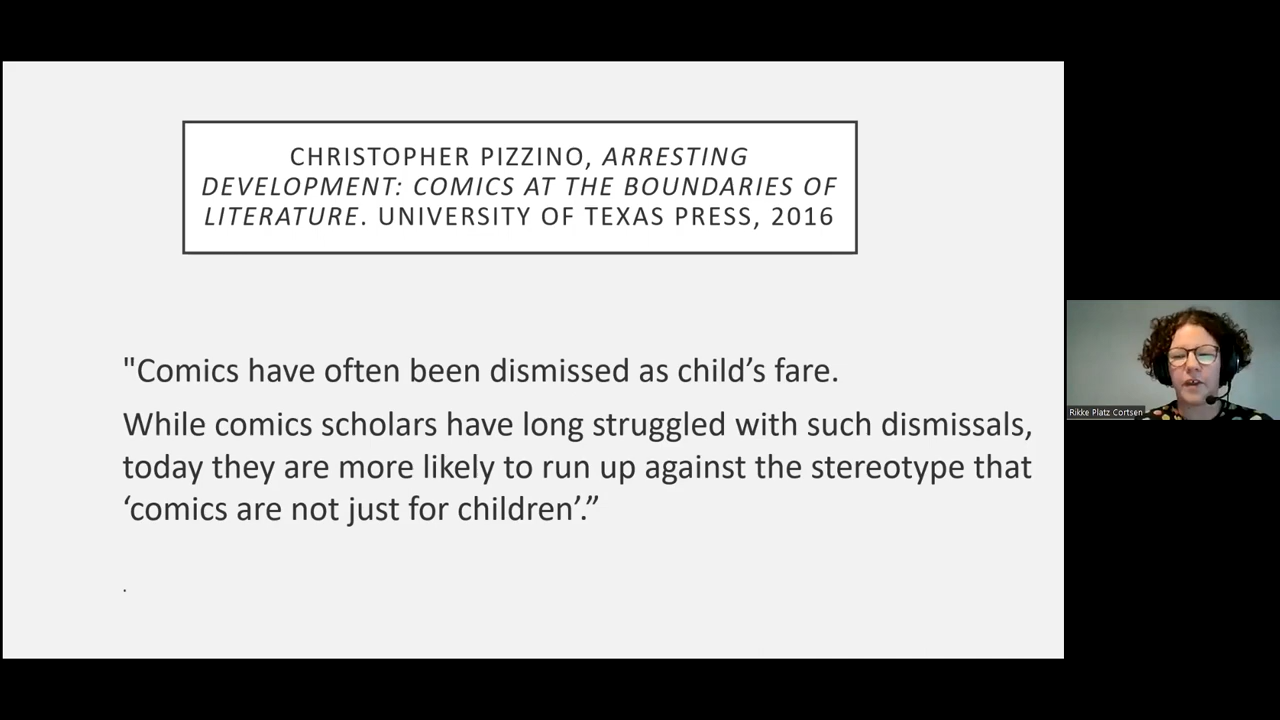 CHRISTOPHER PIZZINO, ARRESTING
DEVELOPMENT: COMICS AT THE BOUNDARIES OF
LITERATURE. UNIVERSITY OF TEXAS PRESS, 2016
"Comics have often been dismissed as child’s fare.
While comics scholars have long struggled with such dismissals,
today they are more likely to run up against the stereotype that
‘comics are not just for children’.”
.
Rikke Platz Cortsen